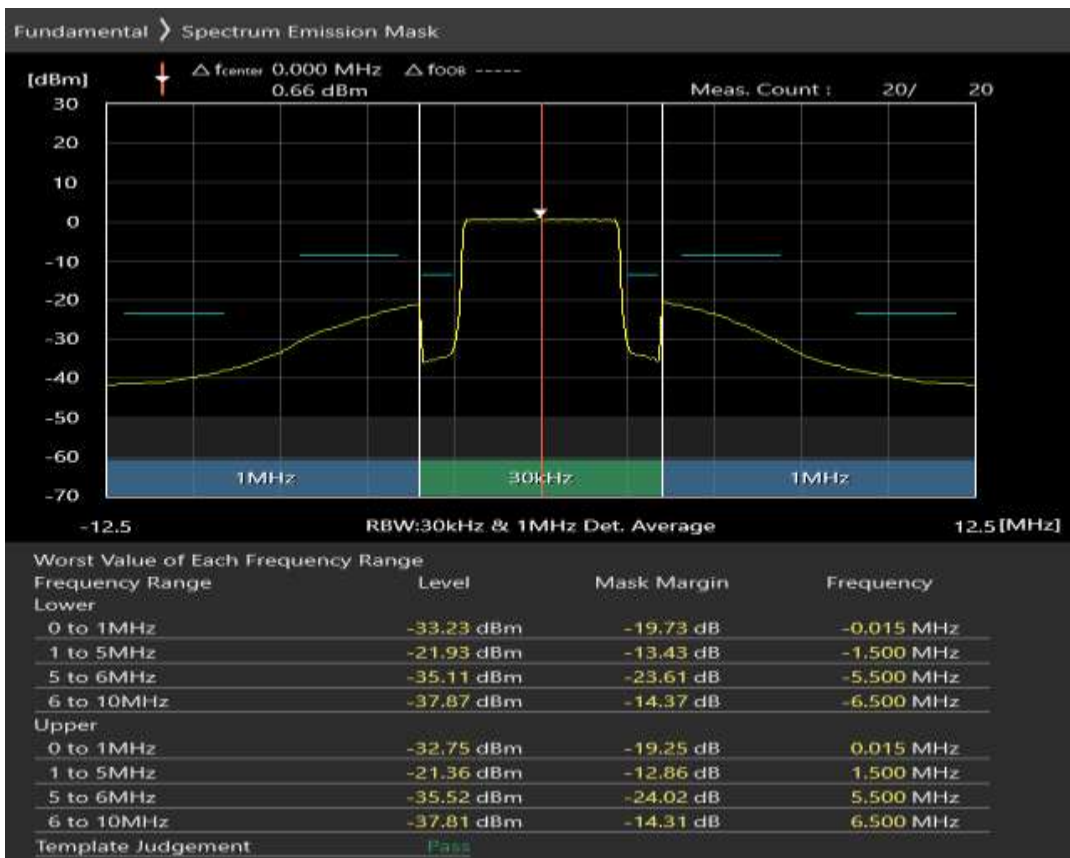 Fundamental ❭ Spectrum Emission Mask
[dBm] △ fcenter 0.000 MHz △ fOOB -----
0.66 dBm Meas. Count : 20/ 20
30
20
10
0
-10
-20
-30
-40
-50
-60
1MHz 30kHz 1MHz
-70
-12.5 RBW:30kHz & 1MHz Det. Average 12.5 [MHz]
Worst Value of Each Frequency Range
Frequency Range Level Mask Margin Frequency
Lower
0 to 1MHz -33.23 dBm -19.73 dB -0.015 MHz
1 to 5MHz -21.93 dBm -13.43 dB -1.500 MHz
5 to 6MHz -35.11 dBm -23.61 dB -5.500 MHz
6 to 10MHz -37.87 dBm -14.37 dB -6.500 MHz
Upper
0 to 1MHz -32.75 dBm -19.25 dB 0.015 MHz
1 to 5MHz -21.36 dBm -12.86 dB 1.500 MHz
5 to 6MHz -35.52 dBm -24.02 dB 5.500 MHz
6 to 10MHz -37.81 dBm -14.31 dB 6.500 MHz
Template Judgement Pass